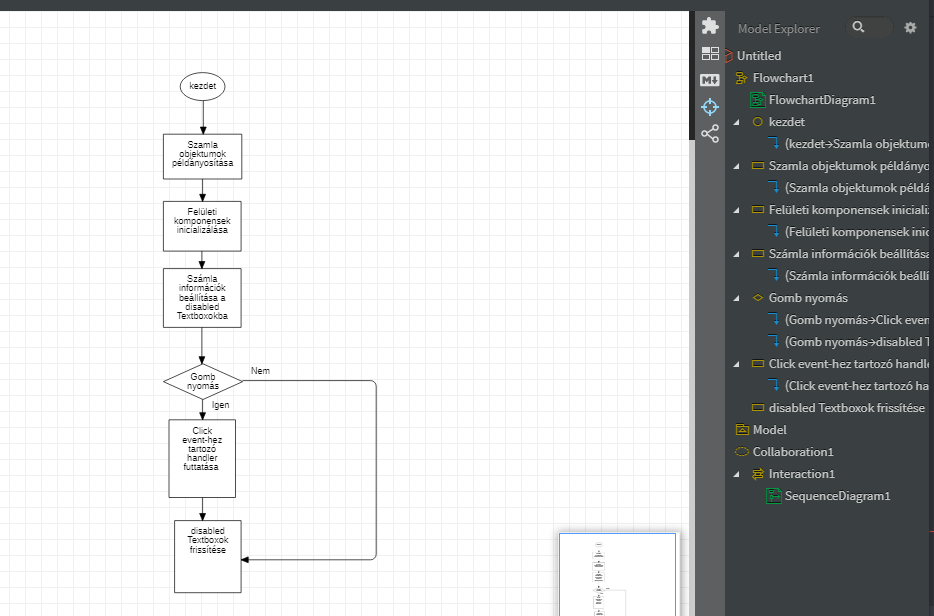 kezdet
Szamla
objektumok
példányosítása
Felületi
komponensek
inicializálása
Számla
információk
beállítása a
disabled
Textboxokba
Gomb
nyomás
Nem
Igen
Click
event-hez
tartozó
handler
futtatása
disabled
Textboxok
frissítése
Model Explorer
Untitled
Flowchart1
FlowchartDiagram1
kezdet
(kezdet→Szamla objektum
Szamla objektumok példányo
(Szamla objektumok példá
Felületi komponensek iniciali
(Felületi komponensek inic
Számla információk beállítása
(Számla információk beállí
Gomb nyomás
(Gomb nyomás→Click even
(Gomb nyomás→disabled T
Click event-hez tartozó handle
(Click event-hez tartozó ha
disabled Textboxok frissítése
Model
Collaboration1
Interaction1
SequenceDiagram1